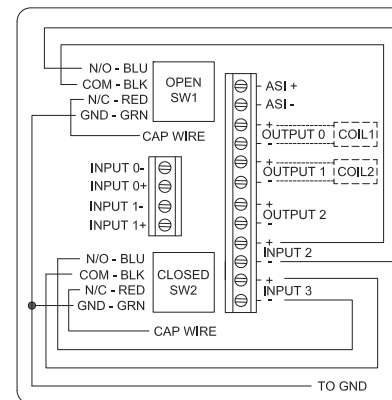 N/O - BLU
COM - BLK
N/C - RED
GND - GRN
CAP WIRE
OPEN
SW1
INPUT 0-
INPUT 0+
INPUT 1-
INPUT 1+
N/O - BLU
COM - BLK
N/C - RED
GND - GRN
CAP WIRE
CLOSED
SW2
ASI +
ASI -
+
OUTPUT 0
-
COIL1
+
OUTPUT 1
-
COIL2
+
OUTPUT 2
-
+
INPUT 2
-
+
INPUT 3
-
TO GND